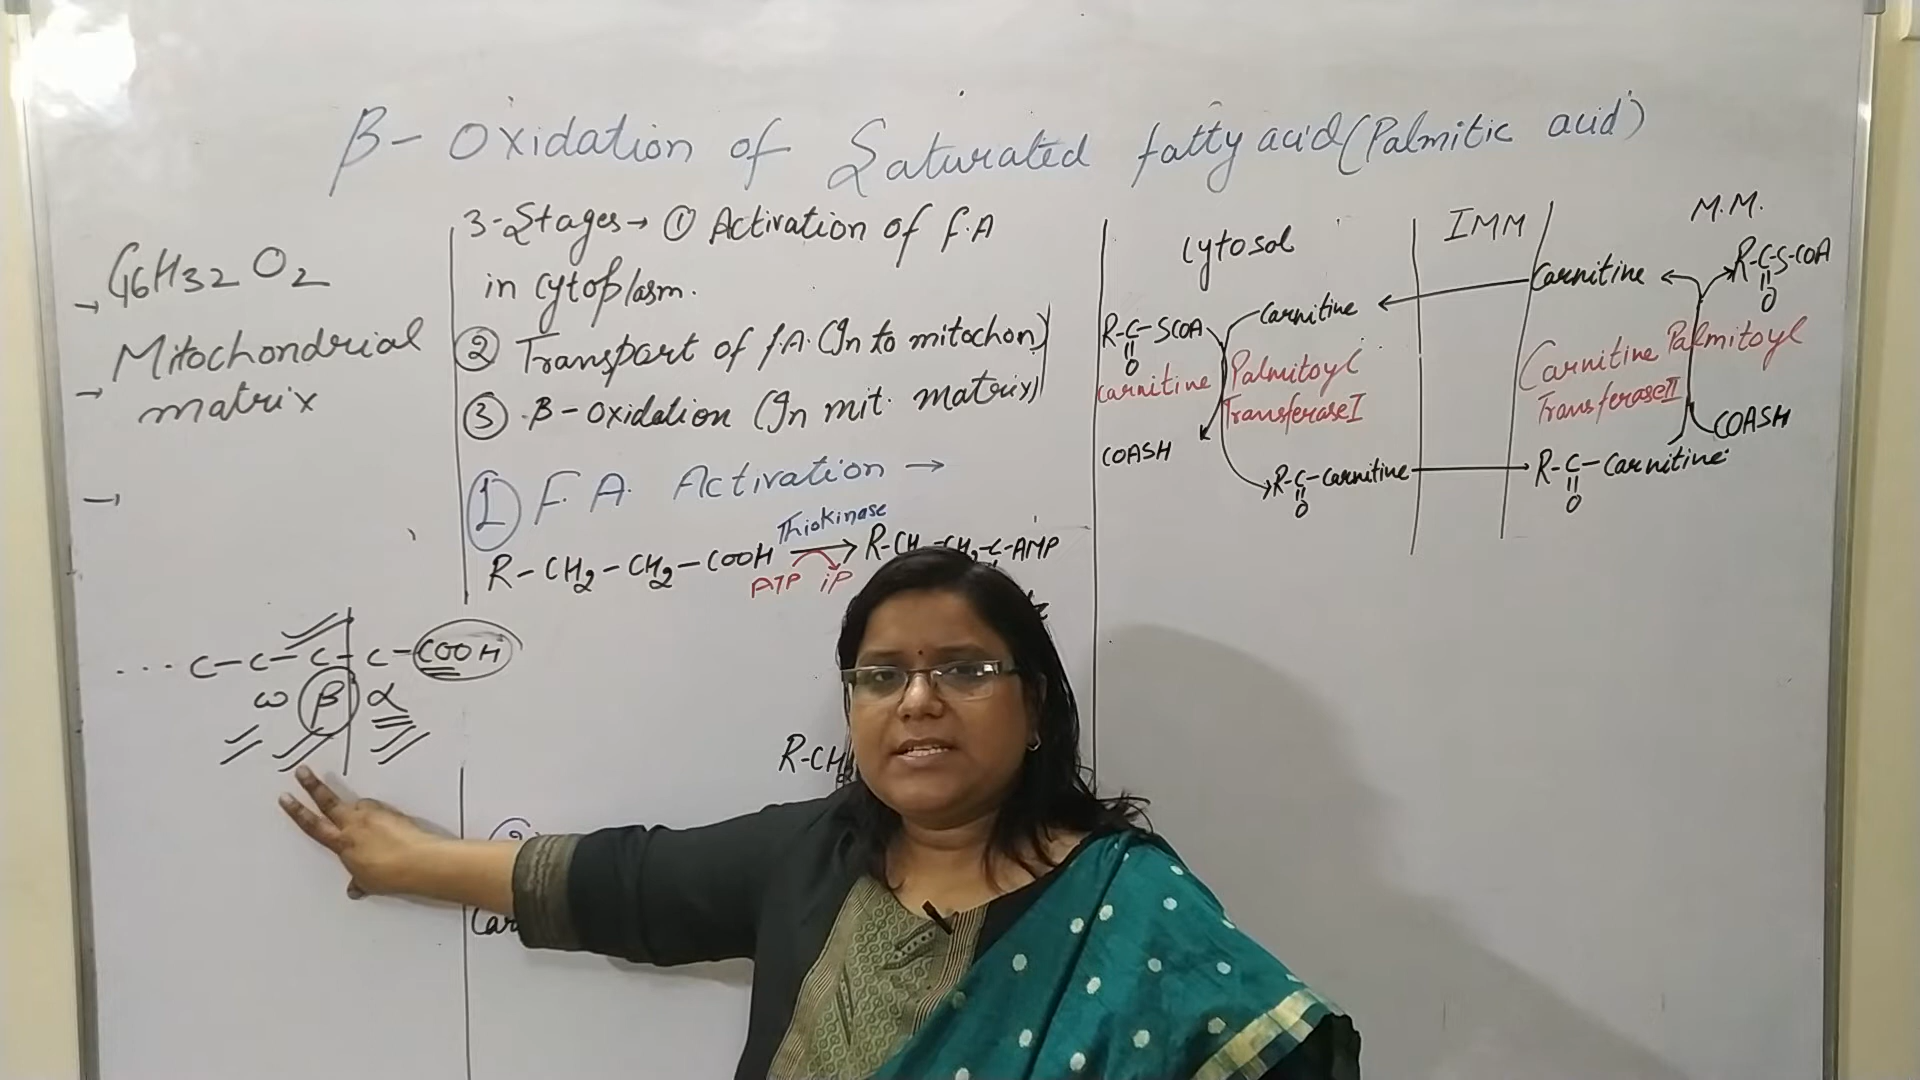 β- Oxidation of Saturated fatty acid (Palmitic acid)
→ C16H32O2
→ Mitochondrial
matrix
→
... C-C-C-C-COOH
ω β α
3-Stages→ ① Activation of F.A
in cytoplasm.
② Transpart of f.A. (In to mitochon)
③ β-oxidation (In mit. matrix)
① F.A. Activation →
Thiokinase
R-CH2-CH2-COOH → R-CH -CH2-C-AMP
ATP iP
R-CH2
Car
Cytosol IMM M.M.
R-C-SCOA
O
Carnitine Carnitine R-C-S-COA
O
Carnitine Palmitoyl
Transferase I
Carnitine Palmitoyl
Transferase II
COASH COASH
R-C-Carnitine → R-C-Carnitine
O O